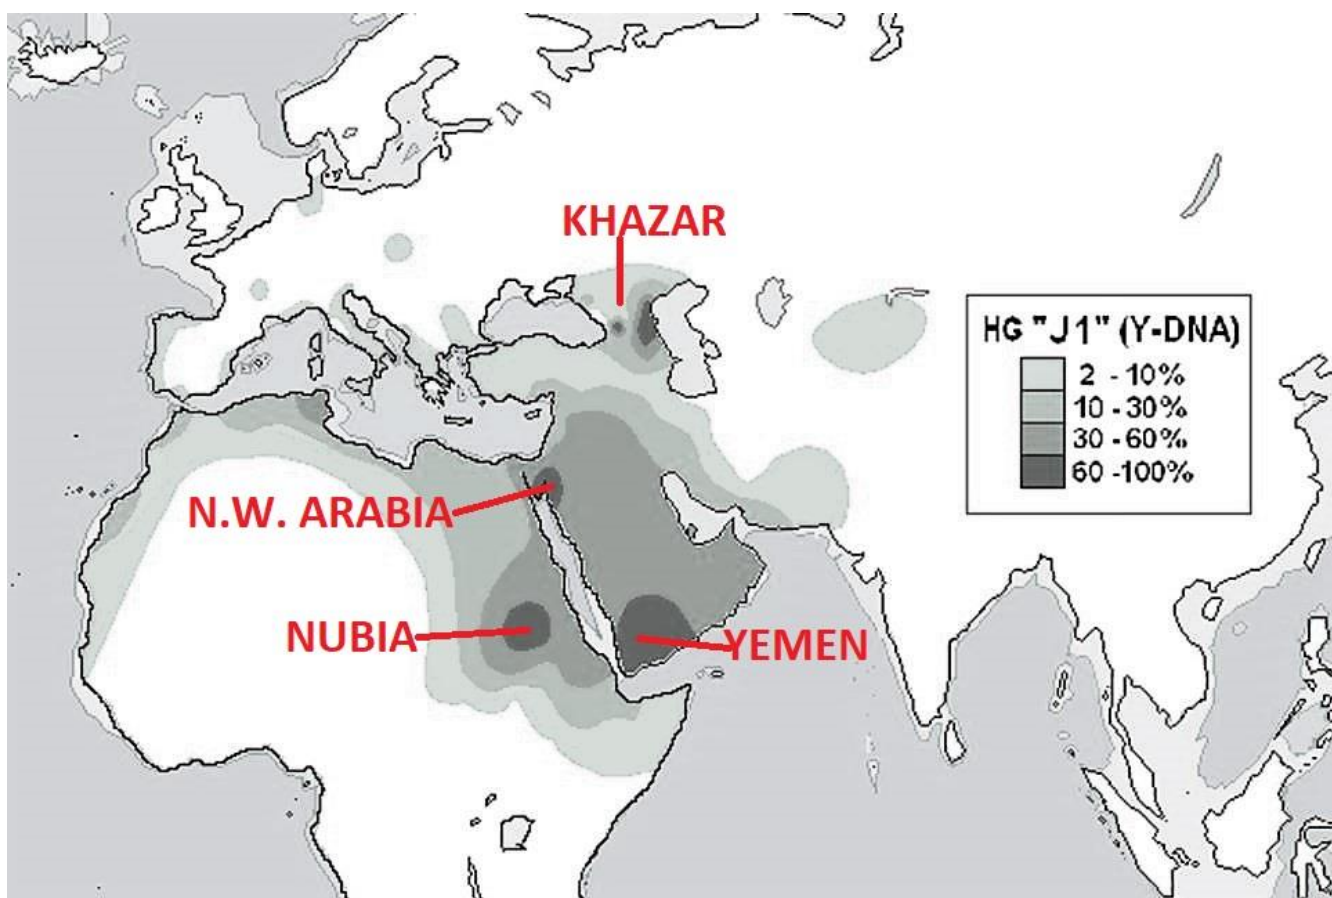 KHAZAR
HG "J1" (Y-DNA)
2 - 10%
10 - 30%
30 - 60%
60 - 100%
N.W. ARABIA
NUBIA
YEMEN